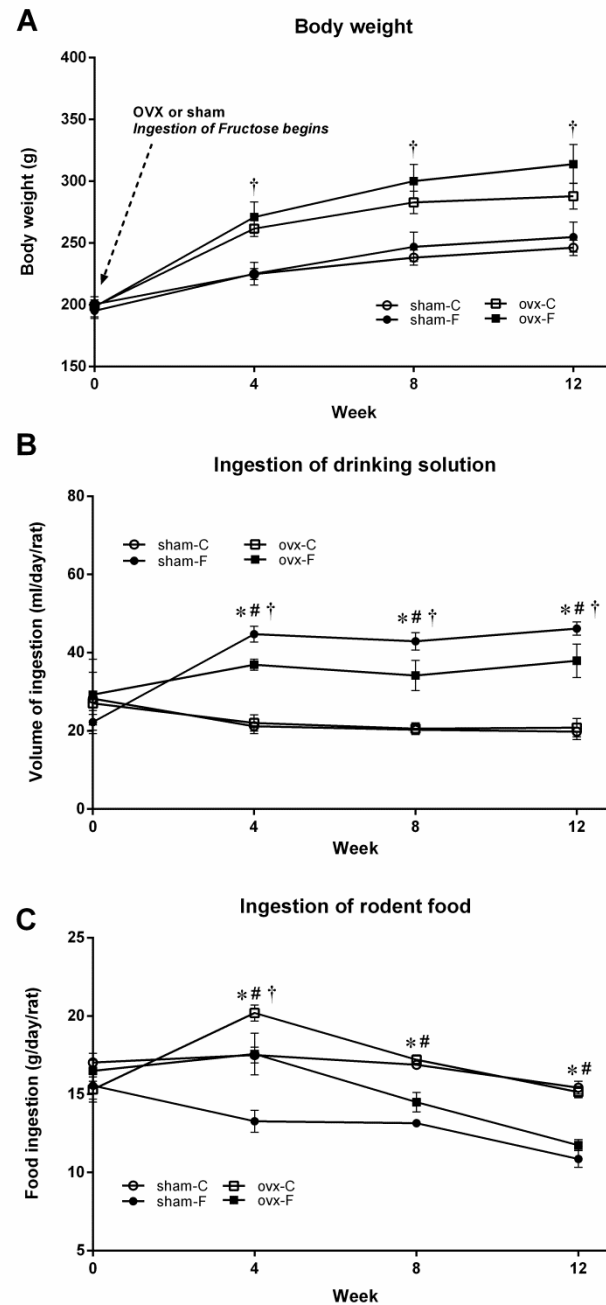 A
Body weight
400
350
300
250
200
150
Body weight (g)
OVX or sham
Ingestion of Fructose begins
†
†
†
sham-C
ovx-C
sham-F
ovx-F
0
4
8
12
Week
B
Ingestion of drinking solution
80
60
40
20
0
Volume of ingestion (ml/day/rat)
sham-C
ovx-C
sham-F
ovx-F
*# †
*# †
*# †
0
4
8
12
Week
C
Ingestion of rodent food
25
20
15
10
5
Food ingestion (g/day/rat)
*# †
*#
*#
sham-C
ovx-C
sham-F
ovx-F
0
4
8
12
Week